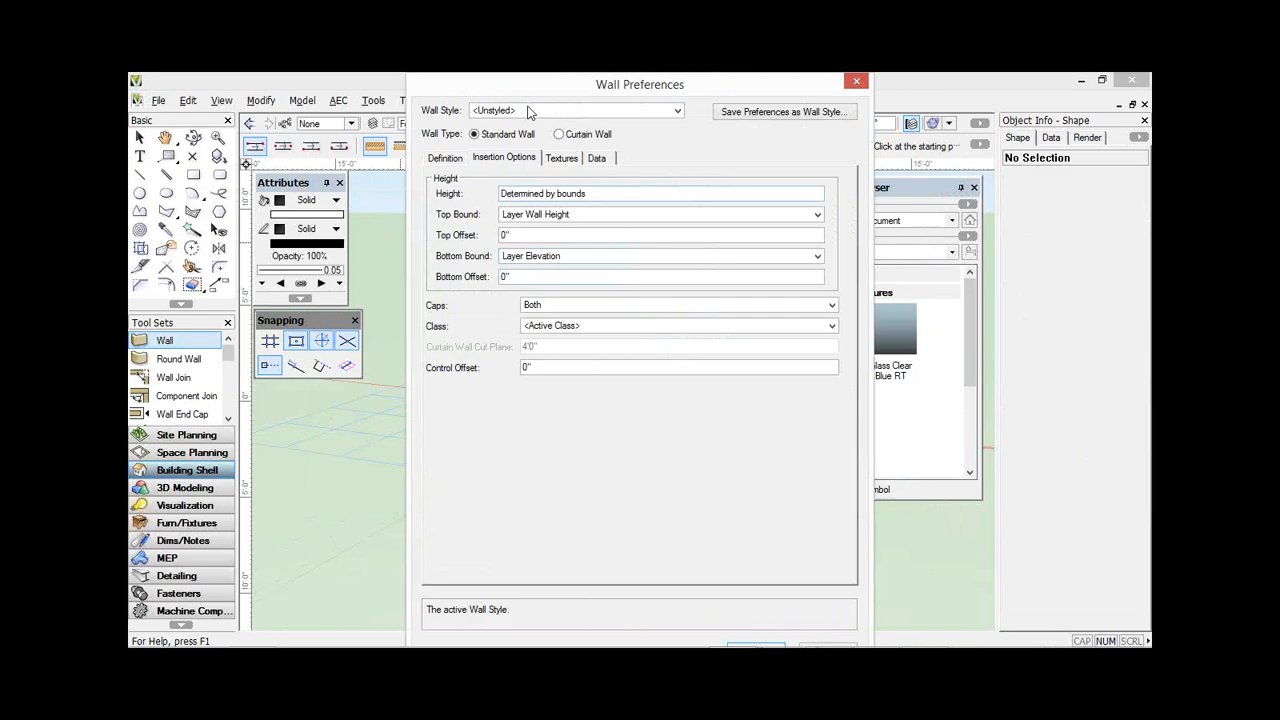 Wall Preferences
Wall Style: <Unstyled> Save Preferences as Wall Style...
Wall Type: Standard Wall Curtain Wall
Definition Insertion Options Textures Data
Height
Height: Determined by bounds
Top Bound: Layer Wall Height
Top Offset: 0"
Bottom Bound: Layer Elevation
Bottom Offset: 0"
Caps: Both
Class: <Active Class>
Curtain Wall Cut Plane: 4'0"
Control Offset: 0"
The active Wall Style.
File Edit View Modify Model AEC Tools T
Basic
None
15'-0"
Attributes
Solid
Solid
Opacity: 100%
0.05
Snapping
Tool Sets
Wall
Round Wall
Wall Join
Component Join
Wall End Cap
Site Planning
Space Planning
Building Shell
3D Modeling
Visualization
Furn/Fixtures
Dims/Notes
MEP
Detailing
Fasteners
Machine Comp...
For Help, press F1
Click at the starting p
15'-0"
ser
cument
ures
lass Clear
Blue RT
mbol
Object Info - Shape
Shape Data Render
No Selection
CAP NUM SCRL